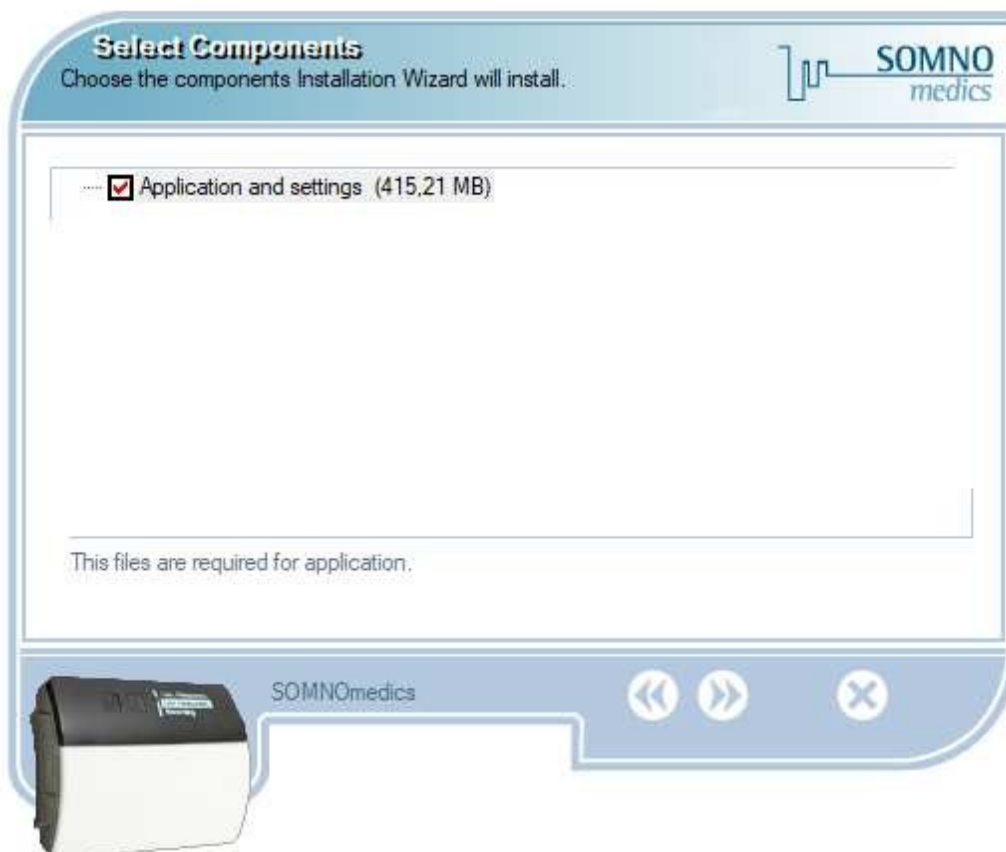 Select Components
Choose the components Installation Wizard will install.
SOMNO
medics
Application and settings (415,21 MB)
This files are required for application.
SOMNOmedics